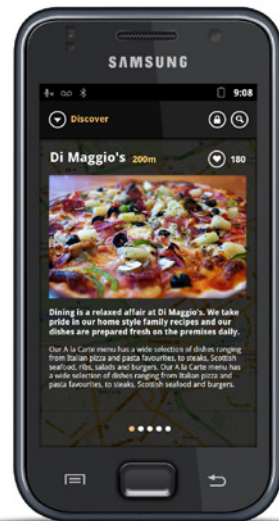 SAMSUNG
9:08
Discover
Di Maggio's 200m 180
Dining is a relaxed affair at Di Maggio's. We take
pride in our home style family recipes and our
dishes are prepared fresh on the premises daily.
Our A la Carte menu has a wide selection of dishes ranging
from Italian pizza and pasta favourites, to steaks, Scottish
seafood, ribs, salads and burgers. Our A la Carte menu has
a wide selection of dishes ranging from Italian pizza and
pasta favourites, to steaks, Scottish seafood and burgers.